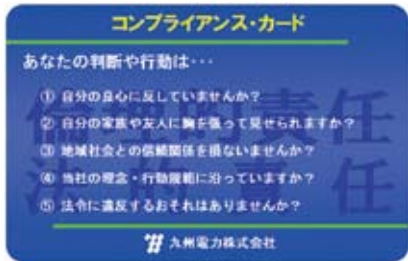 コンプライアンス・カード
あなたの判断や行動は・・・
① 自分の良心に反していませんか？
② 自分の家族や友人に胸を張って見せられますか？
③ 地域社会との信頼関係を損ないませんか？
④ 当社の理念・行動規範に沿っていますか？
⑤ 法令に違反するおそれはありませんか？
九州電力株式会社